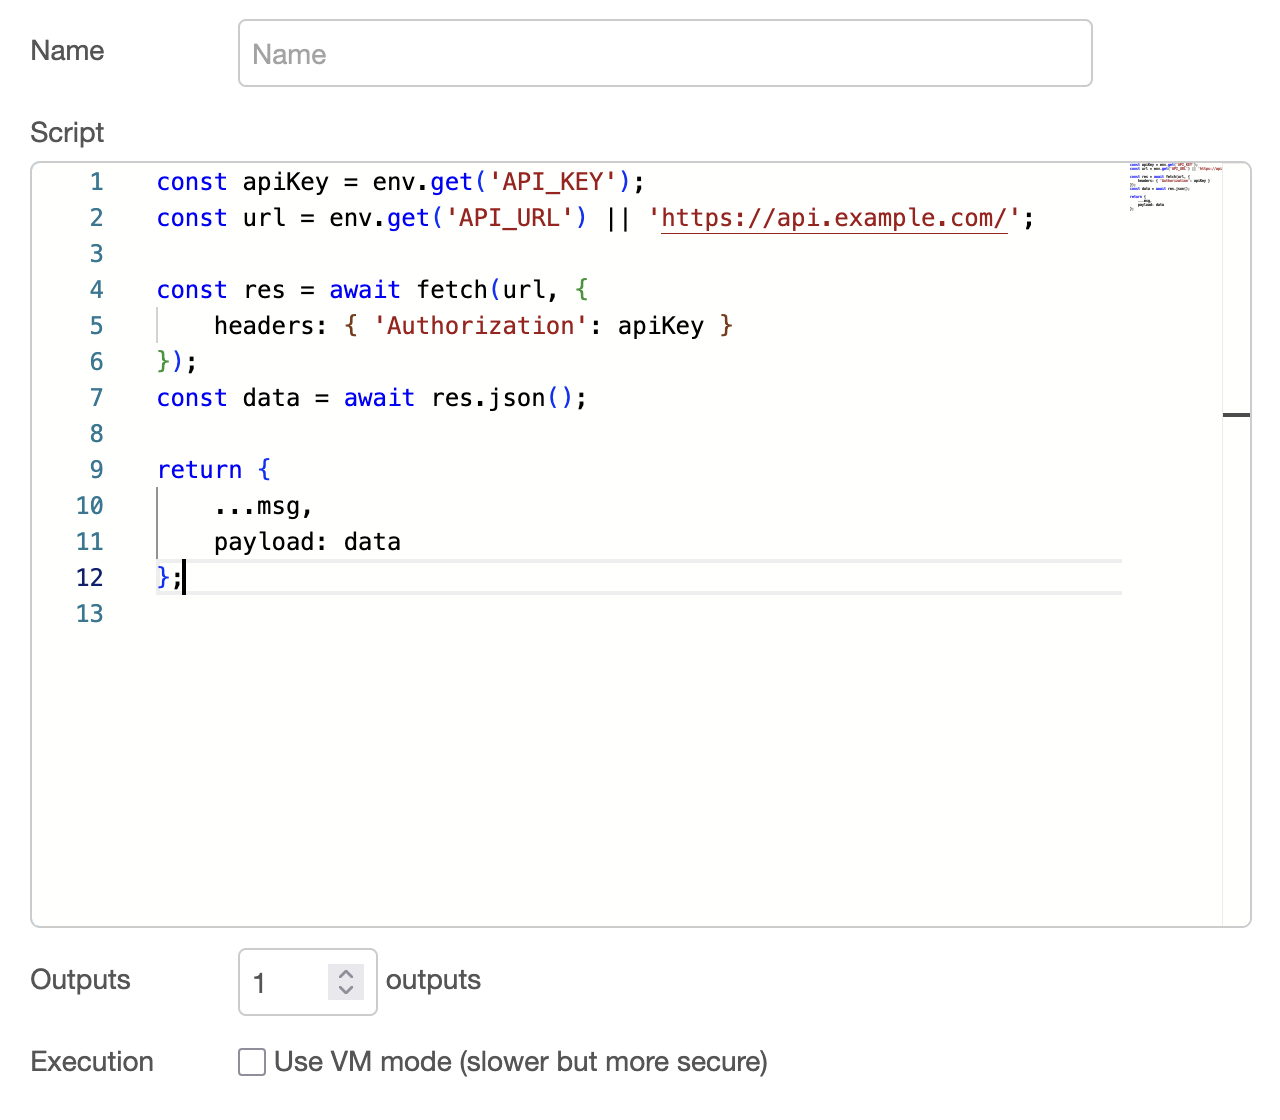 Name
Name
Script
1 const apiKey = env.get('API_KEY');
2 const url = env.get('API_URL') || 'https://api.example.com/';
3
4 const res = await fetch(url, {
5     headers: { 'Authorization': apiKey }
6 });
7 const data = await res.json();
8
9 return {
10     ...msg,
11     payload: data
12 };
13
Outputs 1 outputs
Execution Use VM mode (slower but more secure)